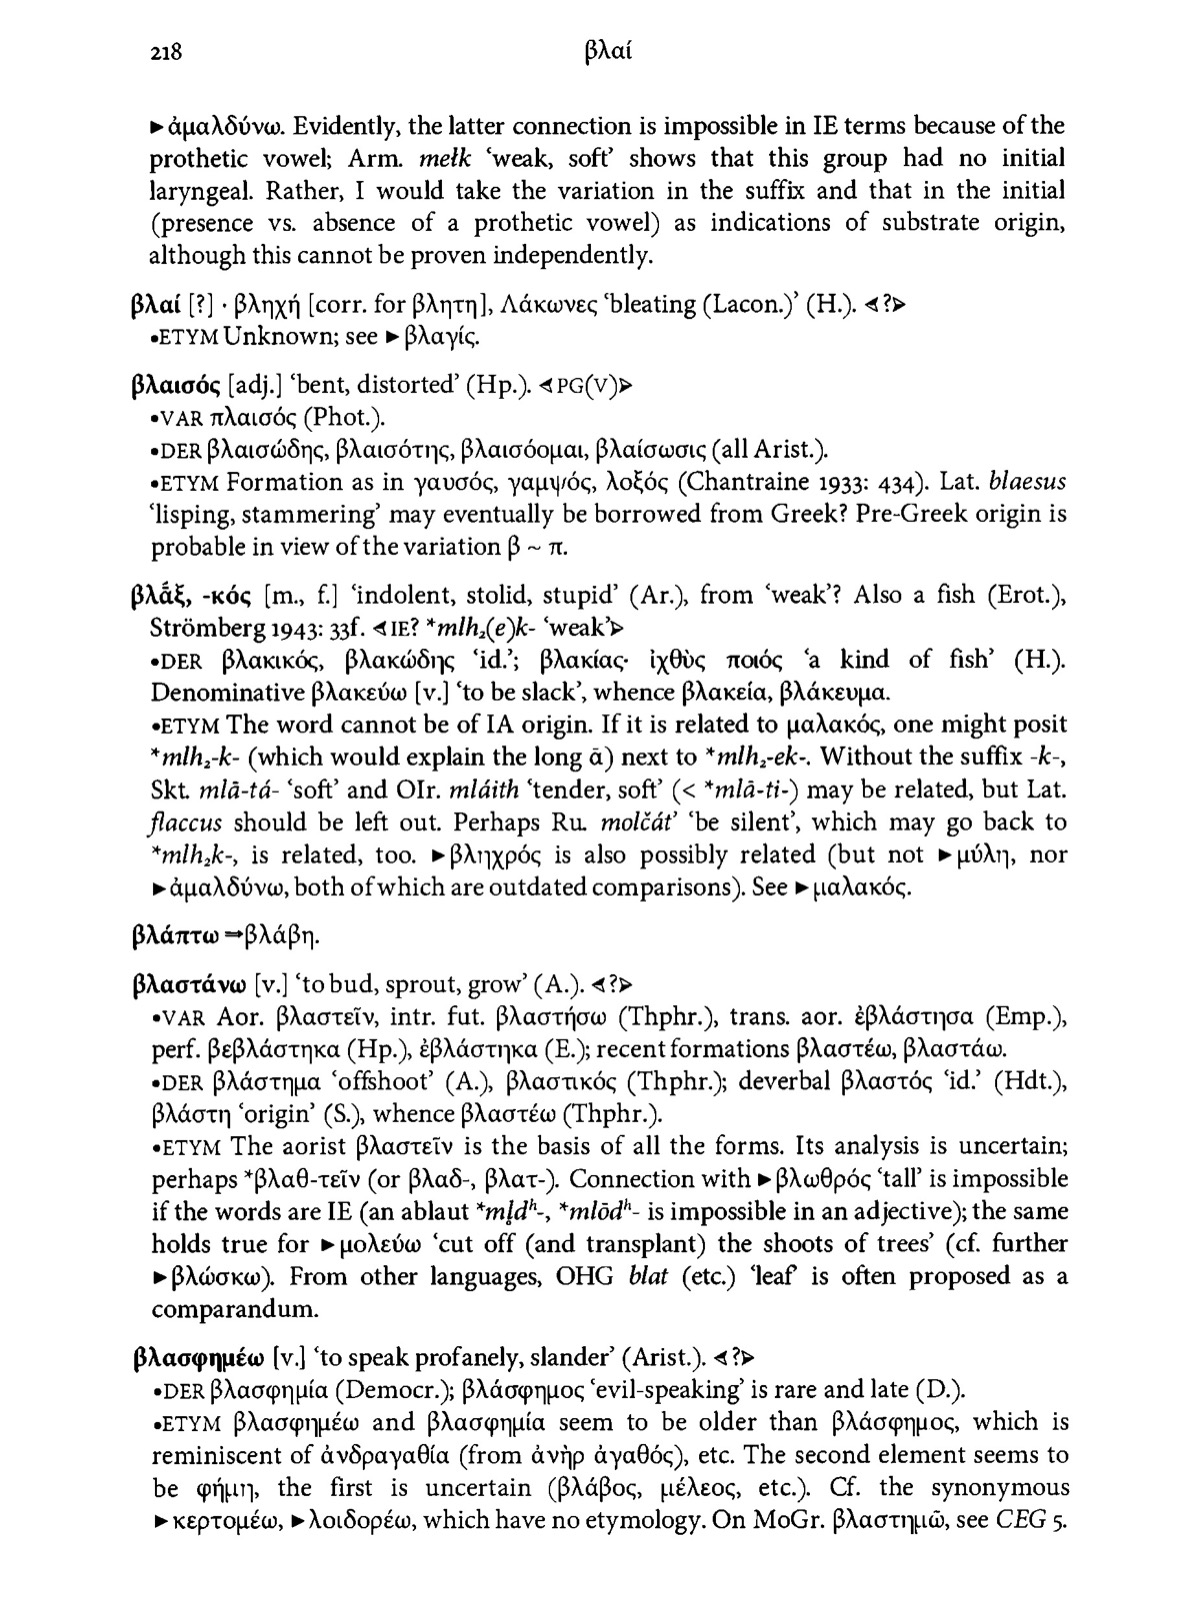 218
βλαί
►ἀμαλδύνω. Evidently, the latter connection is impossible in IE terms because of the
prothetic vowel; Arm. mełk ‘weak, soft’ shows that this group had no initial
laryngeal. Rather, I would take the variation in the suffix and that in the initial
(presence vs. absence of a prothetic vowel) as indications of substrate origin,
although this cannot be proven independently.
βλαί [?] · βληχή [corr. for βλητη], Λάκωνες ‘bleating (Lacon.)’ (H.). ⋖?⋗
•ETYM Unknown; see ►βλαγίς.
βλαισός [adj.] ‘bent, distorted’ (Hp.). ⋖PG(V)⋗
•VAR πλαισός (Phot.).
•DER βλαισώδης, βλαισότης, βλαισόομαι, βλαίσωσις (all Arist.).
•ETYM Formation as in γαυσός, γαμψός, λοξός (Chantraine 1933: 434). Lat. blaesus
‘lisping, stammering’ may eventually be borrowed from Greek? Pre-Greek origin is
probable in view of the variation β ~ π.
βλᾱ́ξ, -κός [m., f.] ‘indolent, stolid, stupid’ (Ar.), from ‘weak’? Also a fish (Erot.),
Strömberg 1943: 33f. ⋖IE? *mlh₂(e)k- ‘weak’⋗
•DER βλακικός, βλακώδης ‘id.’; βλακίας· ἰχθὺς ποιός ‘a kind of fish’ (H.).
Denominative βλακεύω [v.] ‘to be slack’, whence βλακεία, βλάκευμα.
•ETYM The word cannot be of IA origin. If it is related to μαλακός, one might posit
*mlh₂-k- (which would explain the long ā) next to *mlh₂-ek-. Without the suffix -k-,
Skt. mlā-tá- ‘soft’ and OIr. mláith ‘tender, soft’ (< *mlā-ti-) may be related, but Lat.
flaccus should be left out. Perhaps Ru. molčát’ ‘be silent’, which may go back to
*mlh₂k-, is related, too. ►βληχρός is also possibly related (but not ►μύλη, nor
►ἀμαλδύνω, both of which are outdated comparisons). See ►μαλακός.
βλάπτω ⇒βλάβη.
βλαστάνω [v.] ‘to bud, sprout, grow’ (A.). ⋖?⋗
•VAR Aor. βλαστεῖν, intr. fut. βλαστήσω (Thphr.), trans. aor. ἐβλάστησα (Emp.),
perf. βεβλάστηκα (Hp.), ἐβλάστηκα (E.); recent formations βλαστέω, βλαστάω.
•DER βλάστημα ‘offshoot’ (A.), βλαστικός (Thphr.); deverbal βλαστός ‘id.’ (Hdt.),
βλάστη ‘origin’ (S.), whence βλαστέω (Thphr.).
•ETYM The aorist βλαστεῖν is the basis of all the forms. Its analysis is uncertain;
perhaps *βλαθ-τεῖν (or βλαδ-, βλατ-). Connection with ►βλωθρός ‘tall’ is impossible
if the words are IE (an ablaut *ml̥dʰ-, *mlōdʰ- is impossible in an adjective); the same
holds true for ►μολεύω ‘cut off (and transplant) the shoots of trees’ (cf. further
►βλώσκω). From other languages, OHG blat (etc.) ‘leaf’ is often proposed as a
comparandum.
βλασφημέω [v.] ‘to speak profanely, slander’ (Arist.). ⋖?⋗
•DER βλασφημία (Democr.); βλάσφημος ‘evil-speaking’ is rare and late (D.).
•ETYM βλασφημέω and βλασφημία seem to be older than βλάσφημος, which is
reminiscent of ἀνδραγαθία (from ἀνὴρ ἀγαθός), etc. The second element seems to
be φήμη, the first is uncertain (βλάβος, μέλεος, etc.). Cf. the synonymous
►κερτομέω, ►λοιδορέω, which have no etymology. On MoGr. βλαστημῶ, see CEG 5.